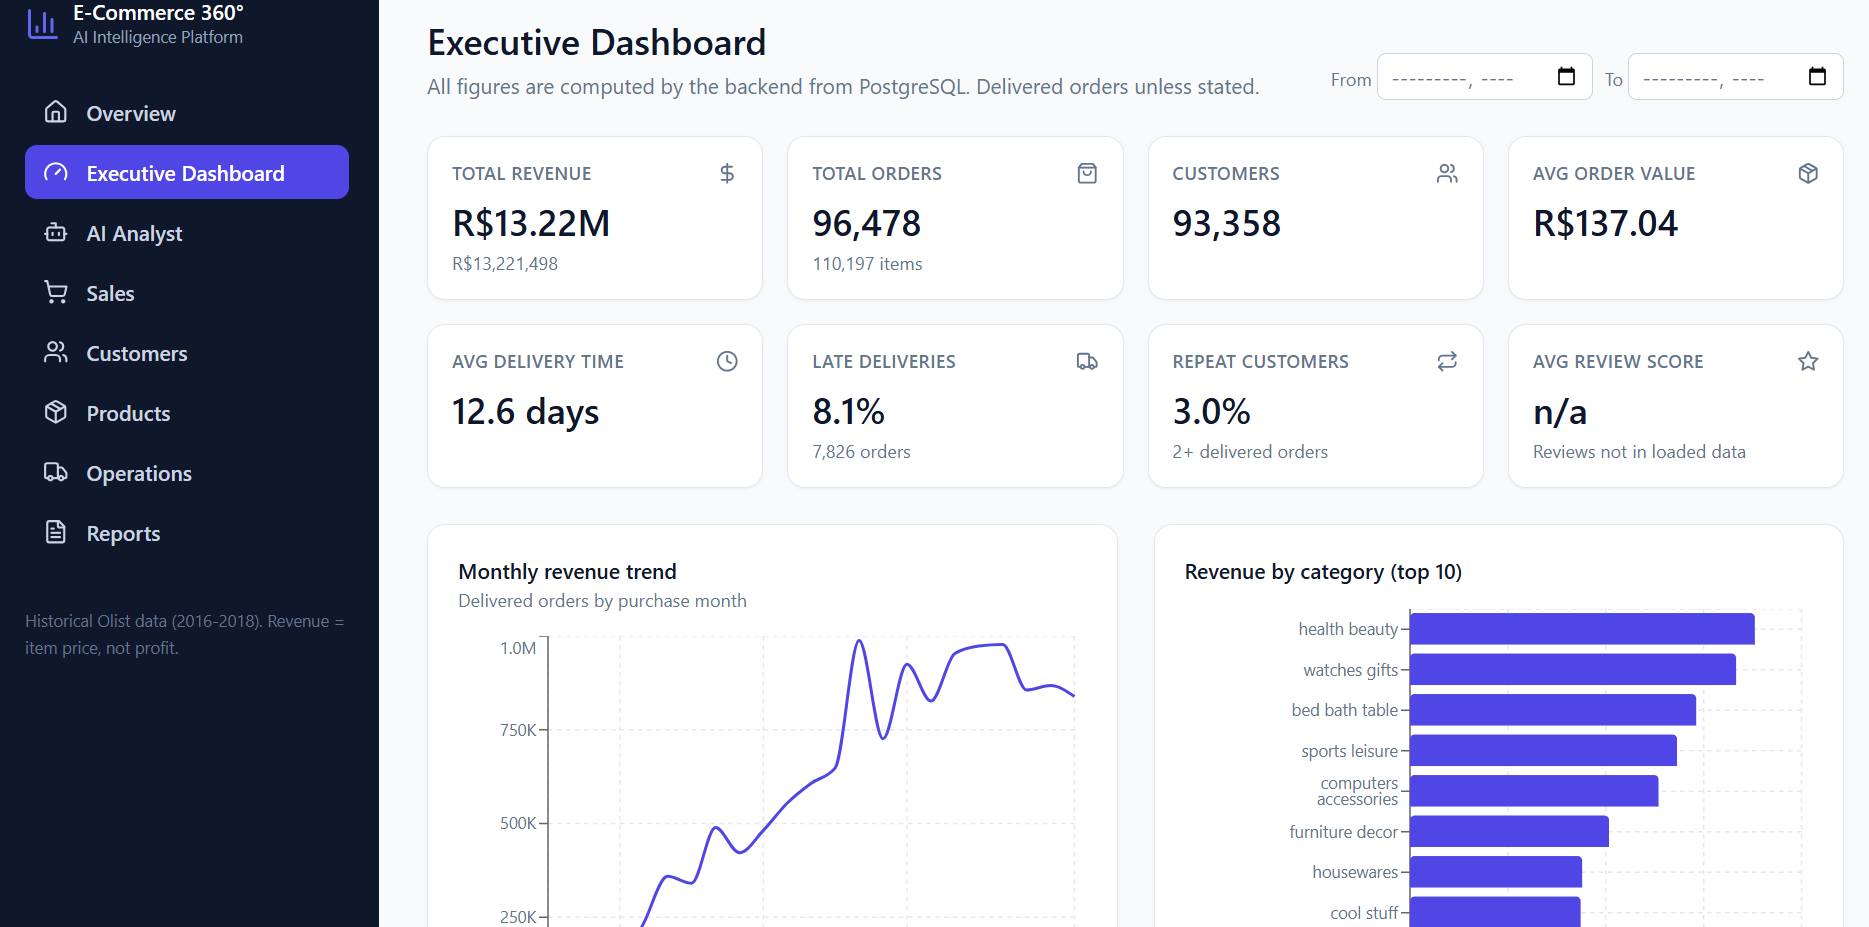 E-Commerce 360°
AI Intelligence Platform
Overview
Executive Dashboard
AI Analyst
Sales
Customers
Products
Operations
Reports
Historical Olist data (2016-2018). Revenue =
item price, not profit.
Executive Dashboard
All figures are computed by the backend from PostgreSQL. Delivered orders unless stated.
From ---------, ----
To ---------, ----
TOTAL REVENUE
R$13.22M
R$13,221,498
TOTAL ORDERS
96,478
110,197 items
CUSTOMERS
93,358
AVG ORDER VALUE
R$137.04
AVG DELIVERY TIME
12.6 days
LATE DELIVERIES
8.1%
7,826 orders
REPEAT CUSTOMERS
3.0%
2+ delivered orders
AVG REVIEW SCORE
n/a
Reviews not in loaded data
Monthly revenue trend
Delivered orders by purchase month
1.0M
750K
500K
250K
Revenue by category (top 10)
health beauty
watches gifts
bed bath table
sports leisure
computers
accessories
furniture decor
housewares
cool stuff